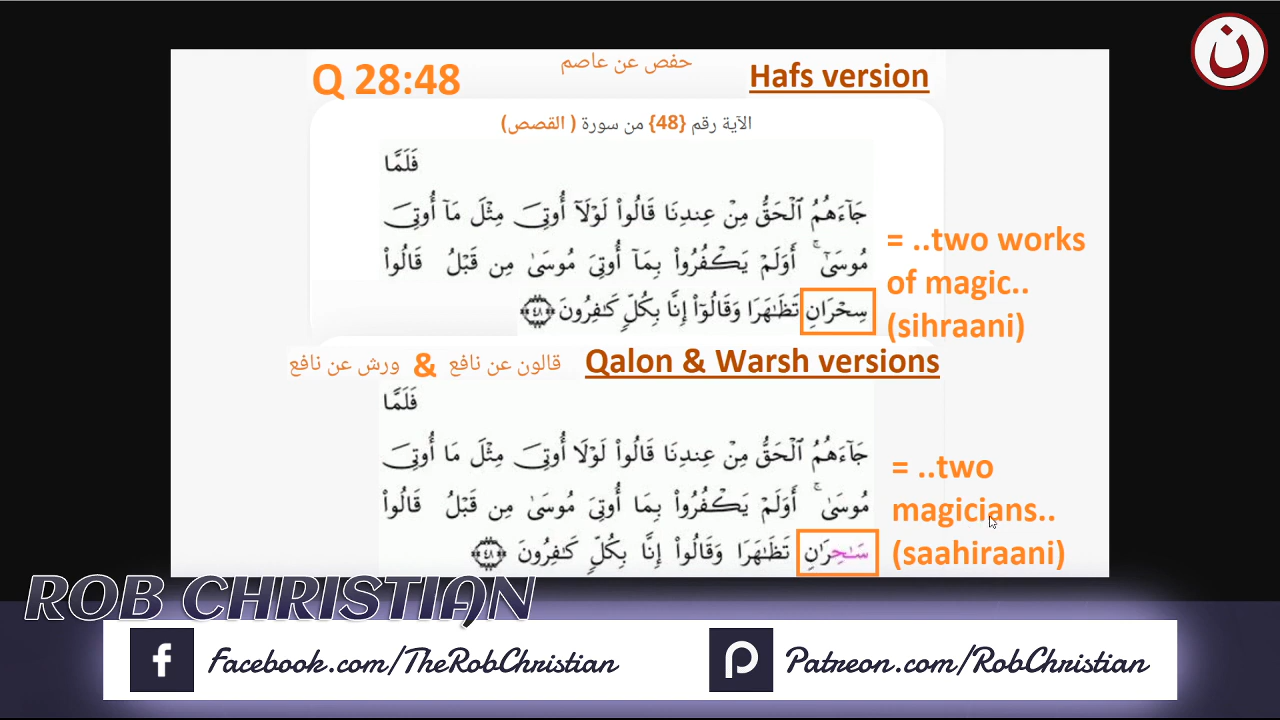 ن
حفص عن عاصم
Q 28:48
Hafs version
الآية رقم {48} من سورة ( القصص)
فَلَمَّا
جَآءَهُمُ ٱلْحَقُّ مِنْ عِندِنَا قَالُوا۟ لَوْلَآ أُوتِىَ مِثْلَ مَآ أُوتِىَ
مُوسَىٰٓ ۚ أَوَلَمْ يَكْفُرُوا۟ بِمَآ أُوتِىَ مُوسَىٰ مِن قَبْلُ قَالُوا۟
سِحْرَانِ تَظَـٰهَرَا وَقَالُوٓا۟ إِنَّا بِكُلٍّ كَـٰفِرُونَ ٤٨
= ..two works
of magic..
(sihraani)
Qalon & Warsh versions
قالون عن نافع & ورش عن نافع
فَلَمَّا
جَآءَهُمُ ٱلْحَقُّ مِنْ عِندِنَا قَالُوا۟ لَوْلَا أُوتِىَ مِثْلَ مَا أُوتِىَ
مُوسَىٰ ۚ أَوَلَمْ يَكْفُرُوا۟ بِمَا أُوتِىَ مُوسَىٰ مِن قَبْلُ قَالُوا۟
سَـٰحِرَٰنِ تَظَـٰهَرَا وَقَالُوا۟ إِنَّا بِكُلٍّ كَـٰفِرُونَ ٤٨
= ..two
magicians..
(saahiraani)
ROB CHRISTIAN
Facebook.com/TheRobChristian
Patreon.com/RobChristian